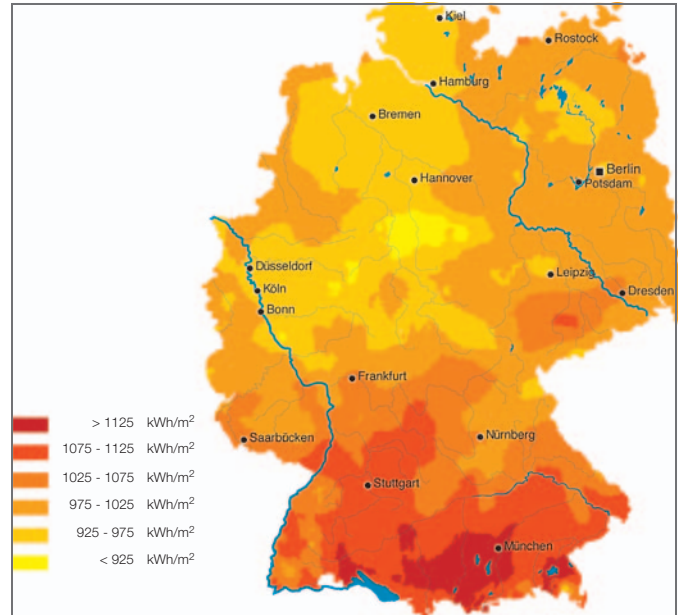 Kiel
Rostock
Hamburg
Bremen
Berlin
Hannover
Potsdam
Düsseldorf
Leipzig
Köln
Dresden
Bonn
Frankfurt
> 1125 kWh/m²
Saarböcken
Nürnberg
1075 - 1125 kWh/m²
1025 - 1075 kWh/m²
Stuttgart
975 - 1025 kWh/m²
925 - 975 kWh/m²
München
< 925 kWh/m²